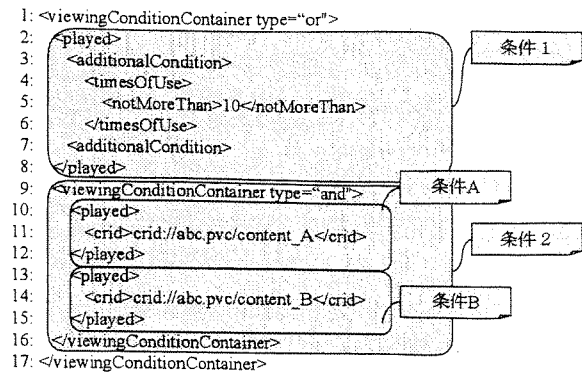 1: <viewingConditionContainer type="or">
2: <played>
3: <additionalCondition>
4: <timesOfUse>
5: <notMoreThan>10</notMoreThan>
6: </timesOfUse>
7: <additionalCondition>
8: </played>
9: <viewingConditionContainer type="and">
10: <played>
11: <crid>crid://abc.pvc/content_A</crid>
12: </played>
13: <played>
14: <crid>crid://abc.pvc/content_B</crid>
15: </played>
16: </viewingConditionContainer>
17: </viewingConditionContainer>
条件1
条件A
条件2
条件B